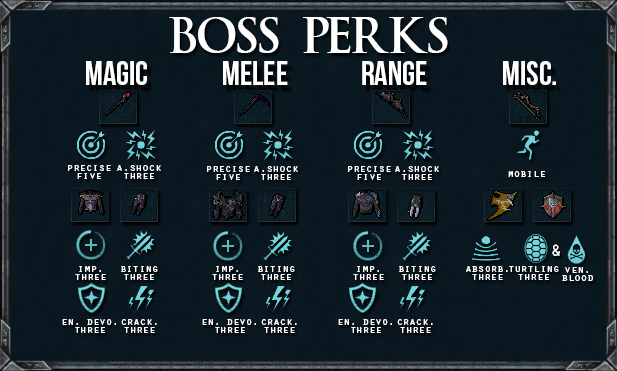 BOSS PERKS
MAGIC MELEE RANGE MISC.
PRECISE FIVE
A.SHOCK THREE
PRECISE FIVE
A.SHOCK THREE
PRECISE FIVE
A.SHOCK THREE
MOBILE
IMP. THREE
BITING THREE
IMP. THREE
BITING THREE
IMP. THREE
BITING THREE
ABSORB. THREE
TURTLING THREE
&
VEN. BLOOD
EN. DEVO. THREE
CRACK. THREE
EN. DEVO. THREE
CRACK. THREE
EN. DEVO. THREE
CRACK. THREE